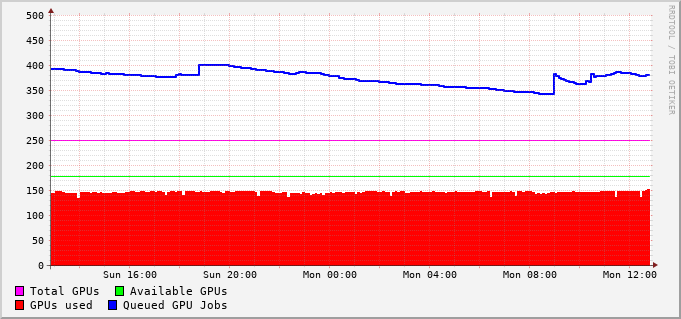 RRDTOOL / TOBI OETIKER
500
450
400
350
300
250
200
150
100
50
0
Sun 16:00 Sun 20:00 Mon 00:00 Mon 04:00 Mon 08:00 Mon 12:00
Total GPUs Available GPUs
GPUs used Queued GPU Jobs